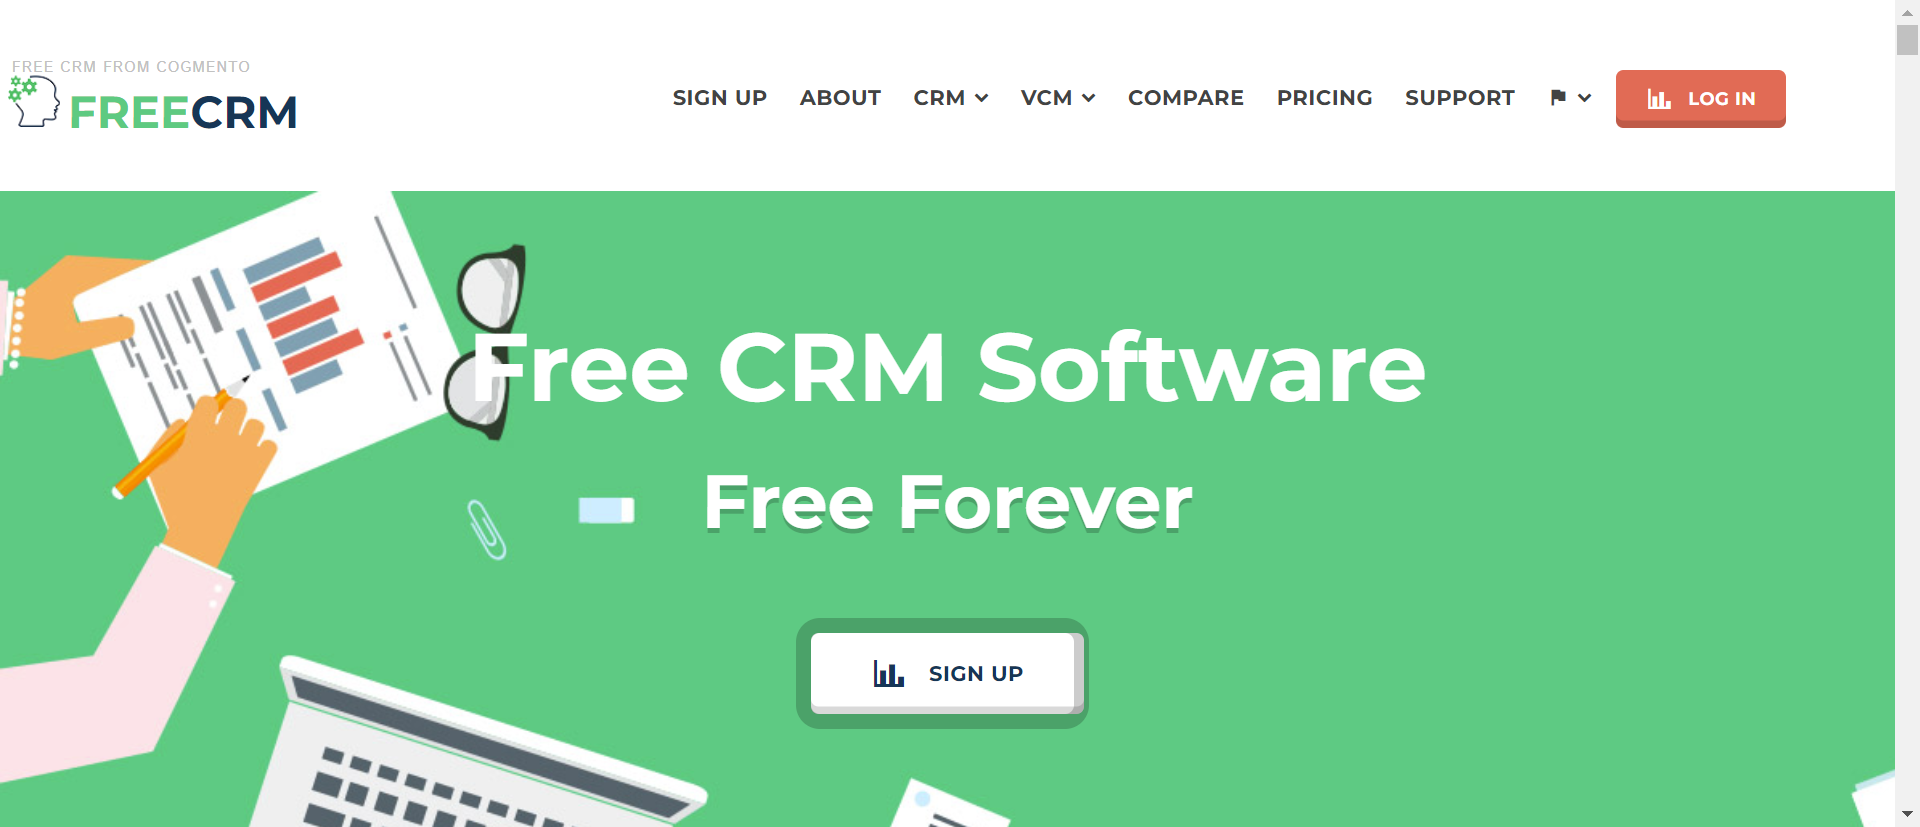 FREE CRM FROM COGMENTO
FREECRM
SIGN UP ABOUT CRM VCM COMPARE PRICING SUPPORT LOG IN
Free CRM Software
Free Forever
SIGN UP